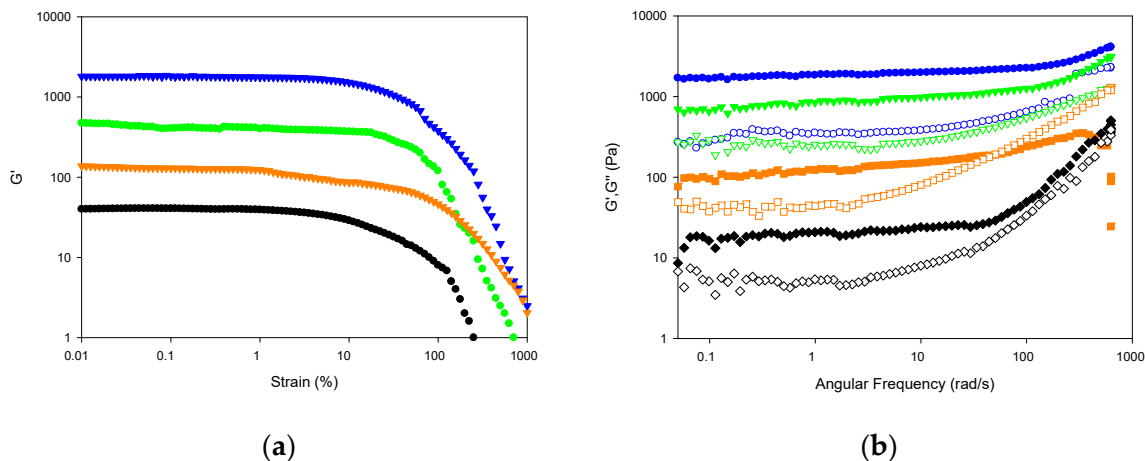 10000
1000
100
10
1
G'
0.01 0.1 1 10 100 1000
Strain (%)
(a)
10000
1000
100
10
1
G',G'' (Pa)
0.1 1 10 100 1000
Angular Frequency (rad/s)
(b)